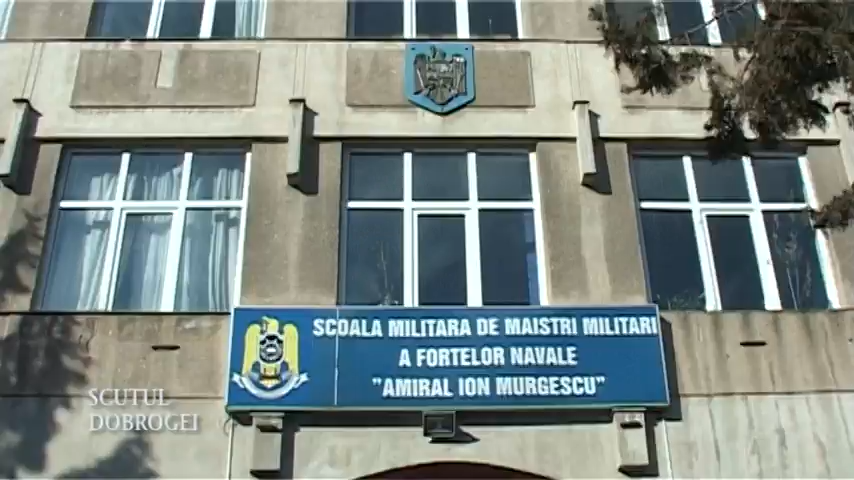 SCOALA MILITARA DE MAISTRI MILITARI
A FORTELOR NAVALE
"AMIRAL ION MURGESCU"
SCUTUL
DOBROGEI